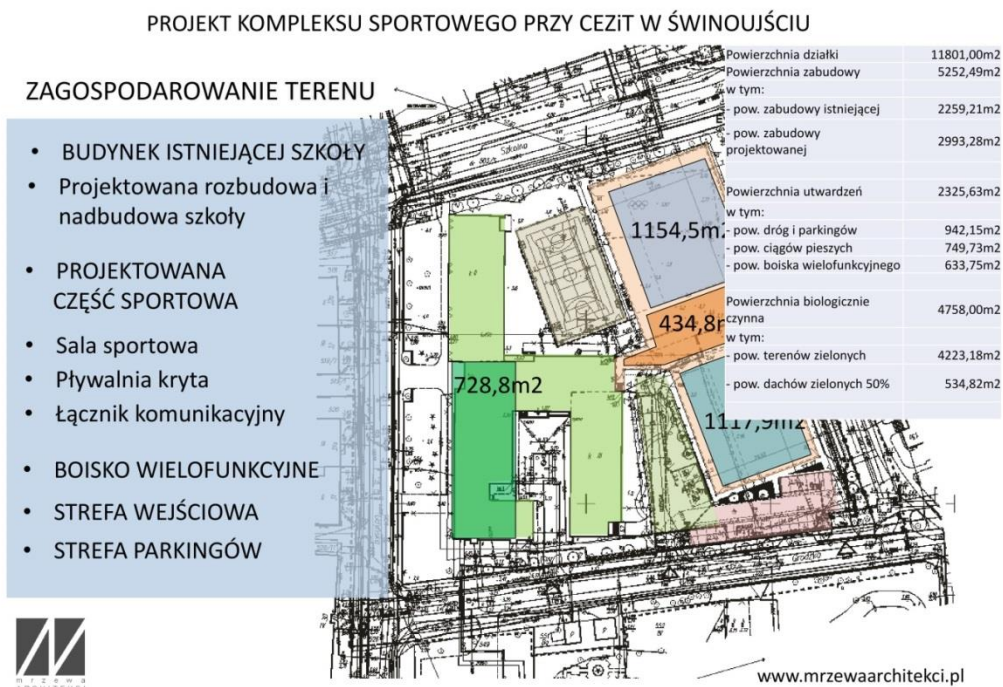 PROJEKT KOMPLEKSU SPORTOWEGO PRZY CEZiT W ŚWINOUJŚCIU
ZAGOSPODAROWANIE TERENU
• BUDYNEK ISTNIEJĄCEJ SZKOŁY
• Projektowana rozbudowa i
nadbudowa szkoły
• PROJEKTOWANA
CZĘŚĆ SPORTOWA
• Sala sportowa
• Pływalnia kryta
• Łącznik komunikacyjny
• BOISKO WIELOFUNKCYJNE
• STREFA WEJŚCIOWA
• STREFA PARKINGÓW
Szkolna
1154,5m2
434,8m
728,8m2
1117,9m2
Grodzka
Powierzchnia działki 11801,00m2
Powierzchnia zabudowy 5252,49m2
w tym:
- pow. zabudowy istniejącej 2259,21m2
- pow. zabudowy
projektowanej 2993,28m2
Powierzchnia utwardzeń 2325,63m2
w tym:
- pow. dróg i parkingów 942,15m2
- pow. ciągów pieszych 749,73m2
- pow. boiska wielofunkcyjnego 633,75m2
Powierzchnia biologicznie
czynna 4758,00m2
w tym:
- pow. terenów zielonych 4223,18m2
- pow. dachów zielonych 50% 534,82m2
mrzewa
www.mrzewaarchitekci.pl